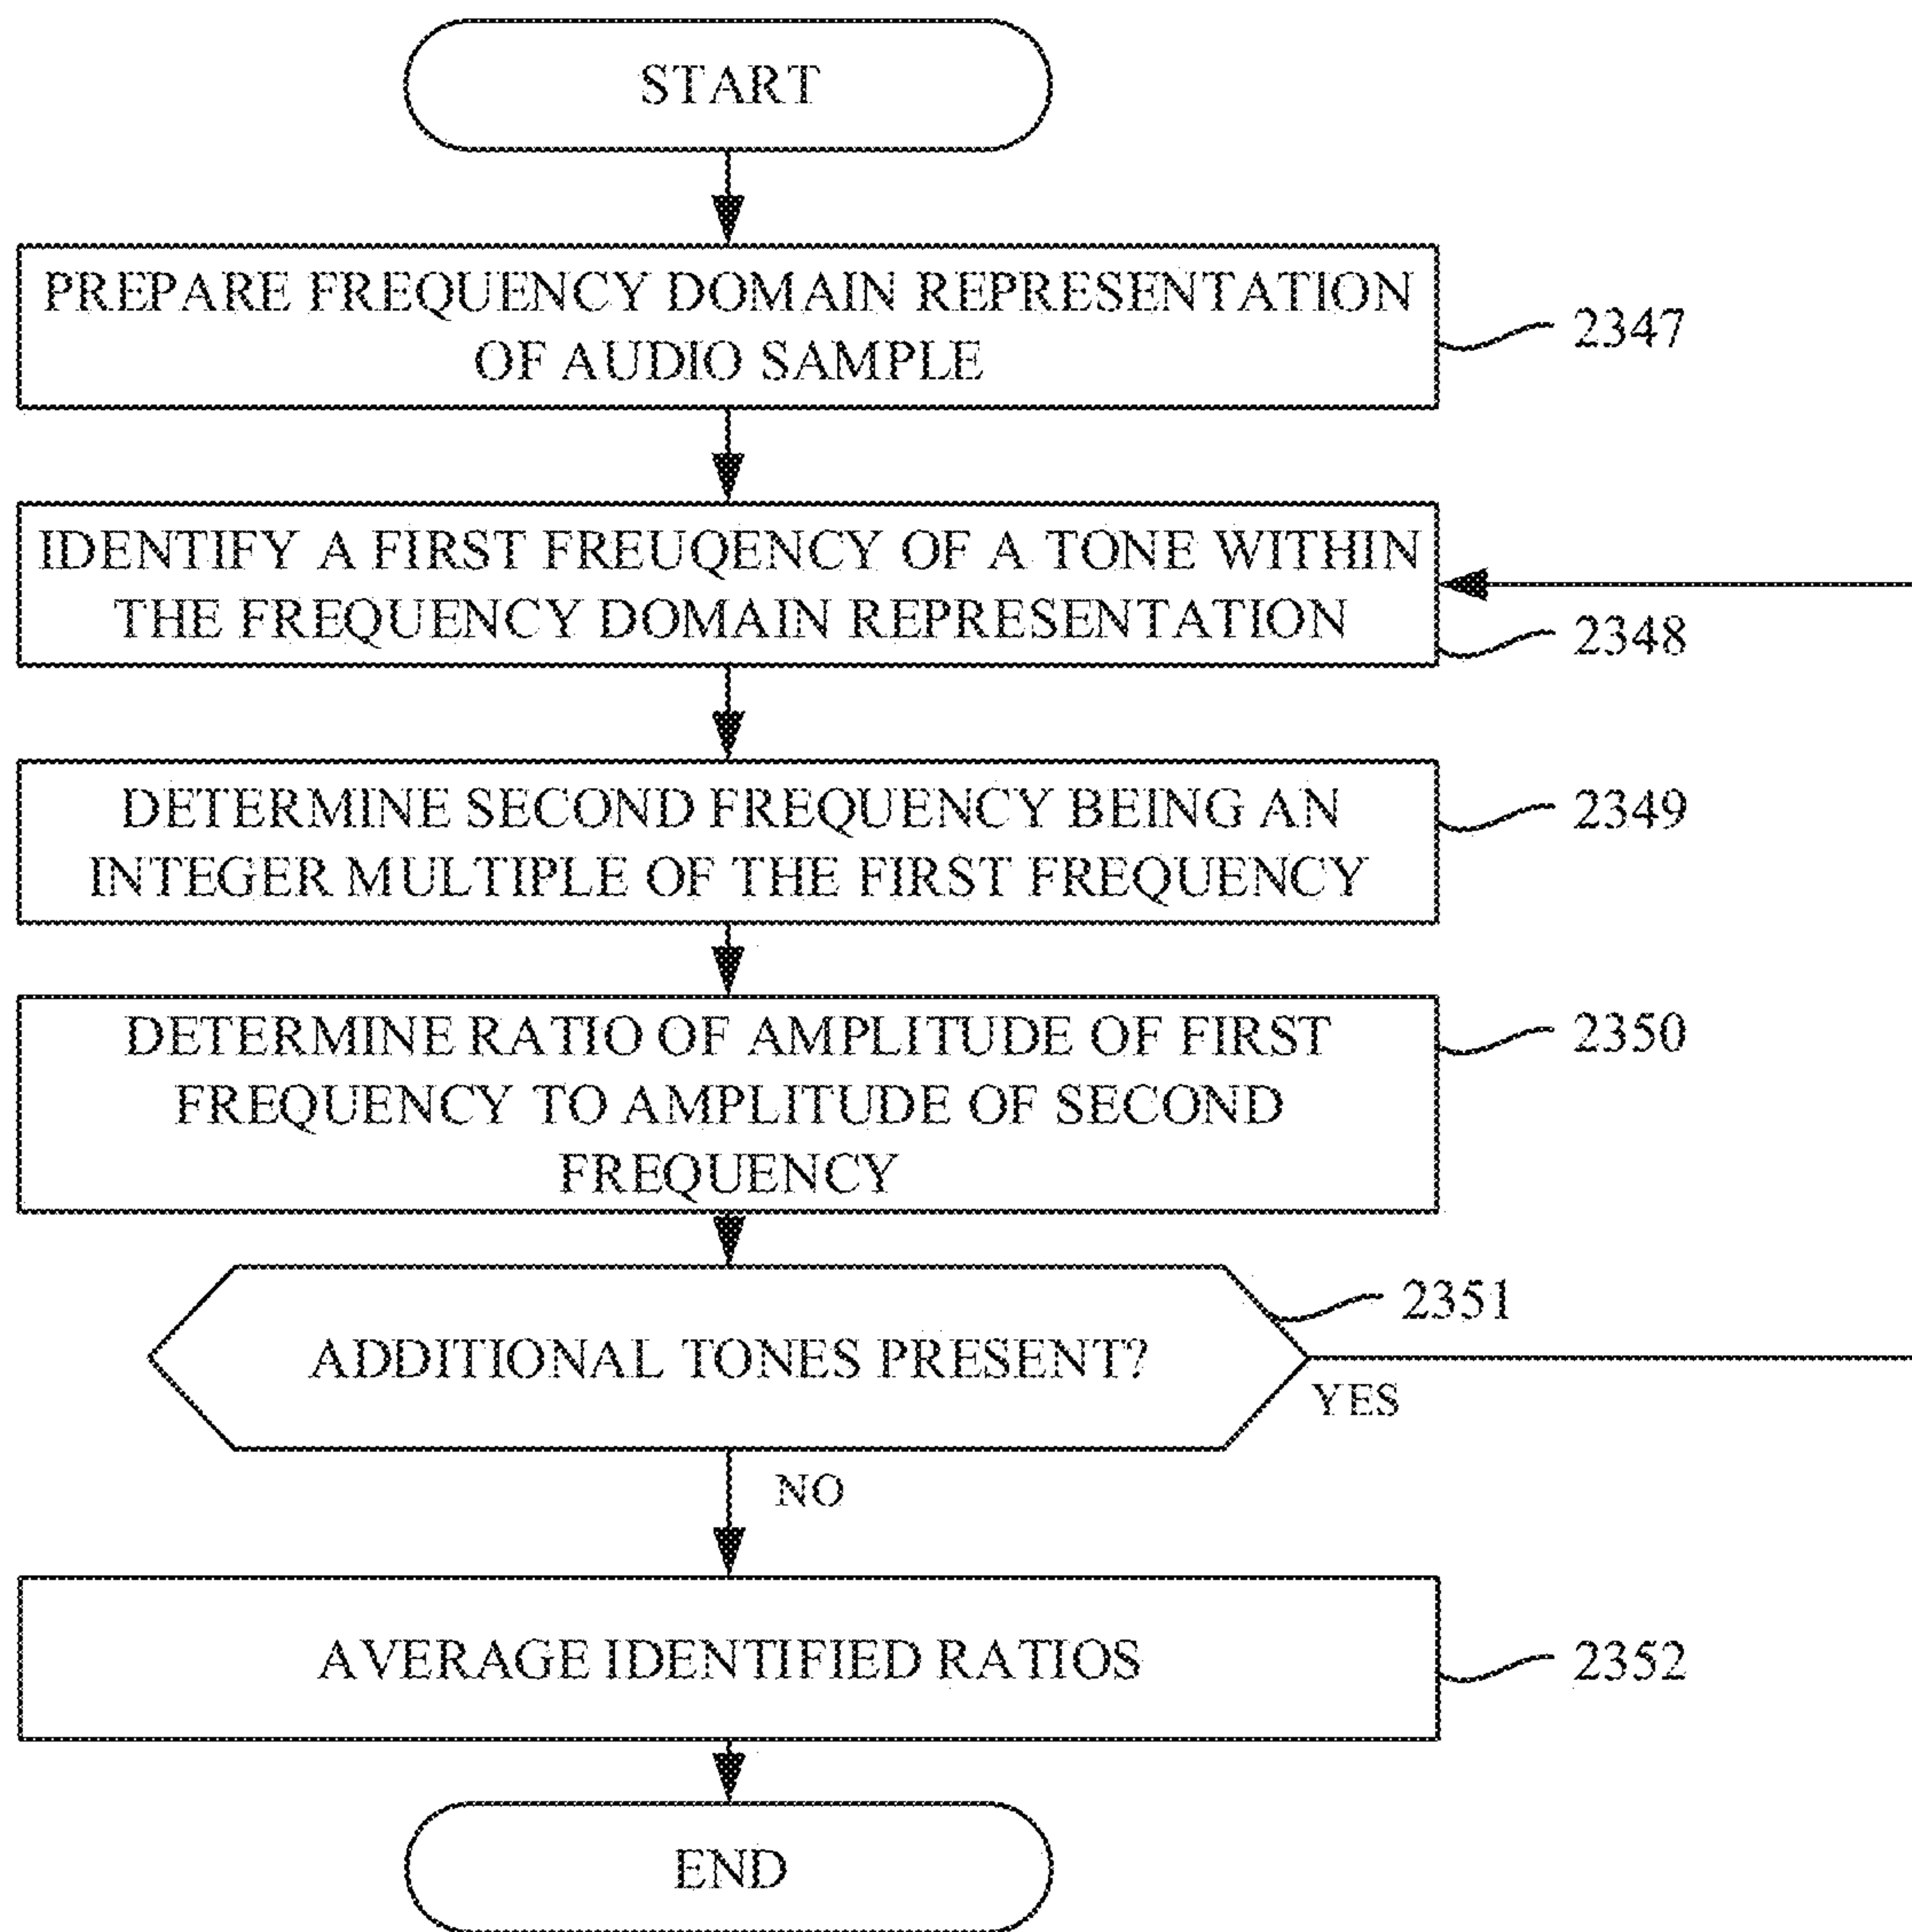 START
PREPARE FREQUENCY DOMAIN REPRESENTATION
OF AUDIO SAMPLE
2347
IDENTIFY A FIRST FREUQENCY OF A TONE WITHIN
THE FREQUENCY DOMAIN REPRESENTATION
2348
DETERMINE SECOND FREQUENCY BEING AN
INTEGER MULTIPLE OF THE FIRST FREQUENCY
2349
DETERMINE RATIO OF AMPLITUDE OF FIRST
FREQUENCY TO AMPLITUDE OF SECOND
FREQUENCY
2350
ADDITIONAL TONES PRESENT?
2351
YES
NO
AVERAGE IDENTIFIED RATIOS
2352
END